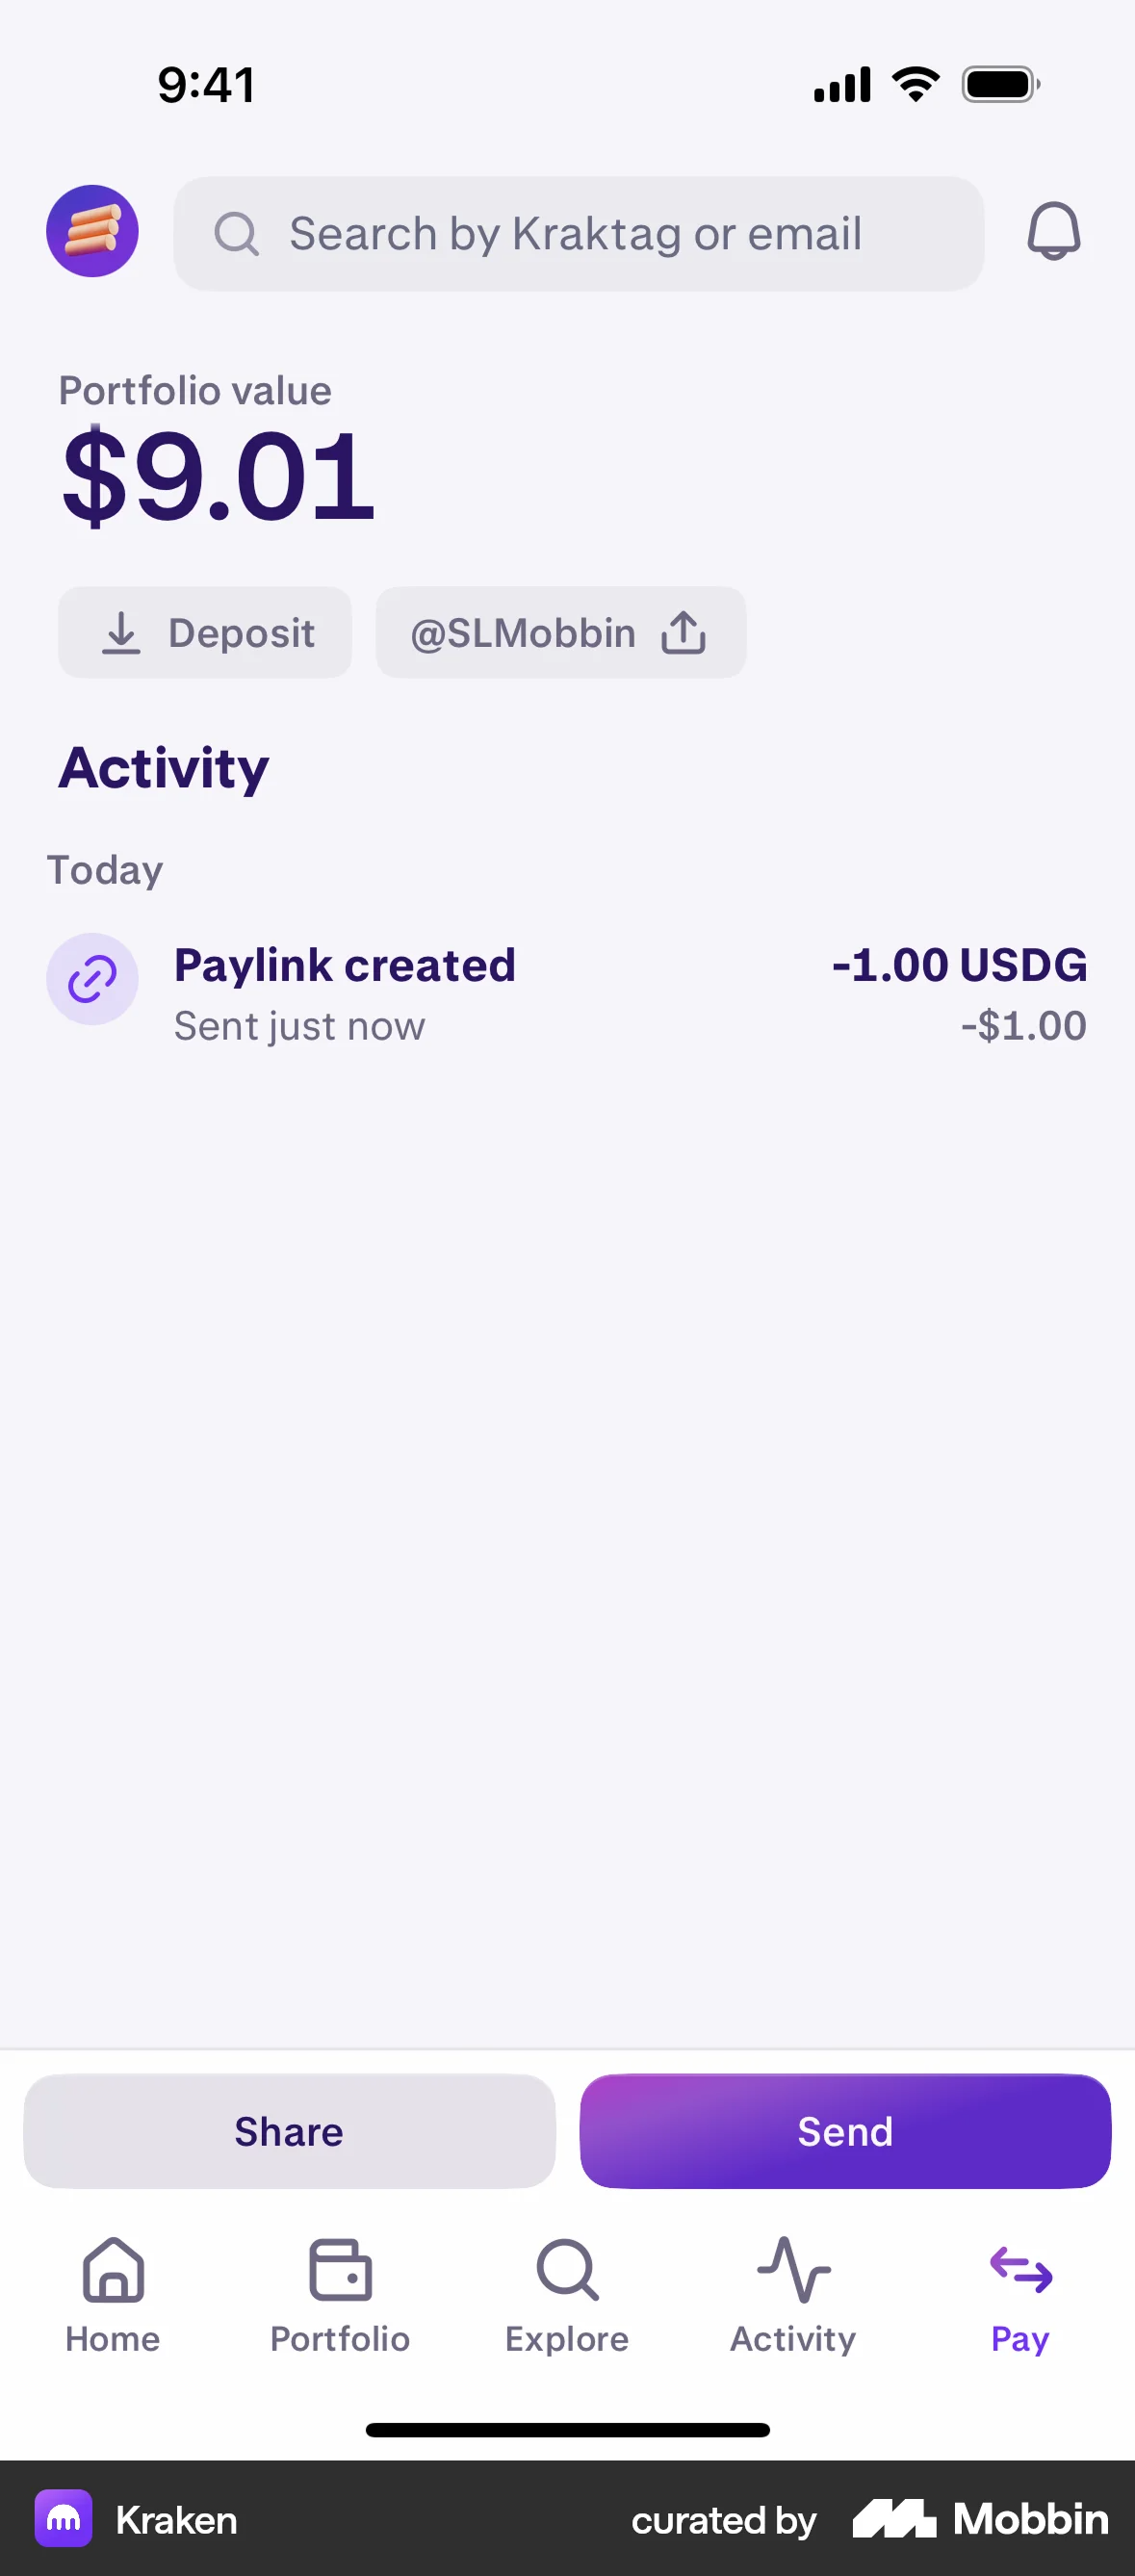 9:41
Search by Kraktag or email
Portfolio value
$9.01
Deposit
@SLMobbin
Activity
Today
Paylink created
-1.00 USDG
Sent just now
-$1.00
Share
Send
Home
Portfolio
Explore
Activity
Pay
Kraken
curated by
Mobbin